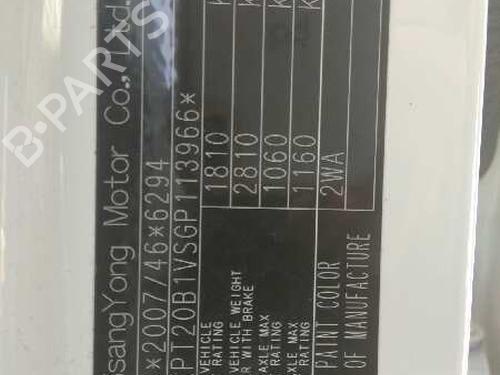 ssangYong Motor Co., Ltd.
*2007/46*6294
PT20B1VSGP113966*
VEHICLE
RATING
1810
VEHICLE WEIGHT
R WITH BRAKE
2810
AXLE MAX
RATING
1060
AXLE MAX
RATING
1160
PAINT COLOR
2WA
OF MANUFACTURE
B-PARTS